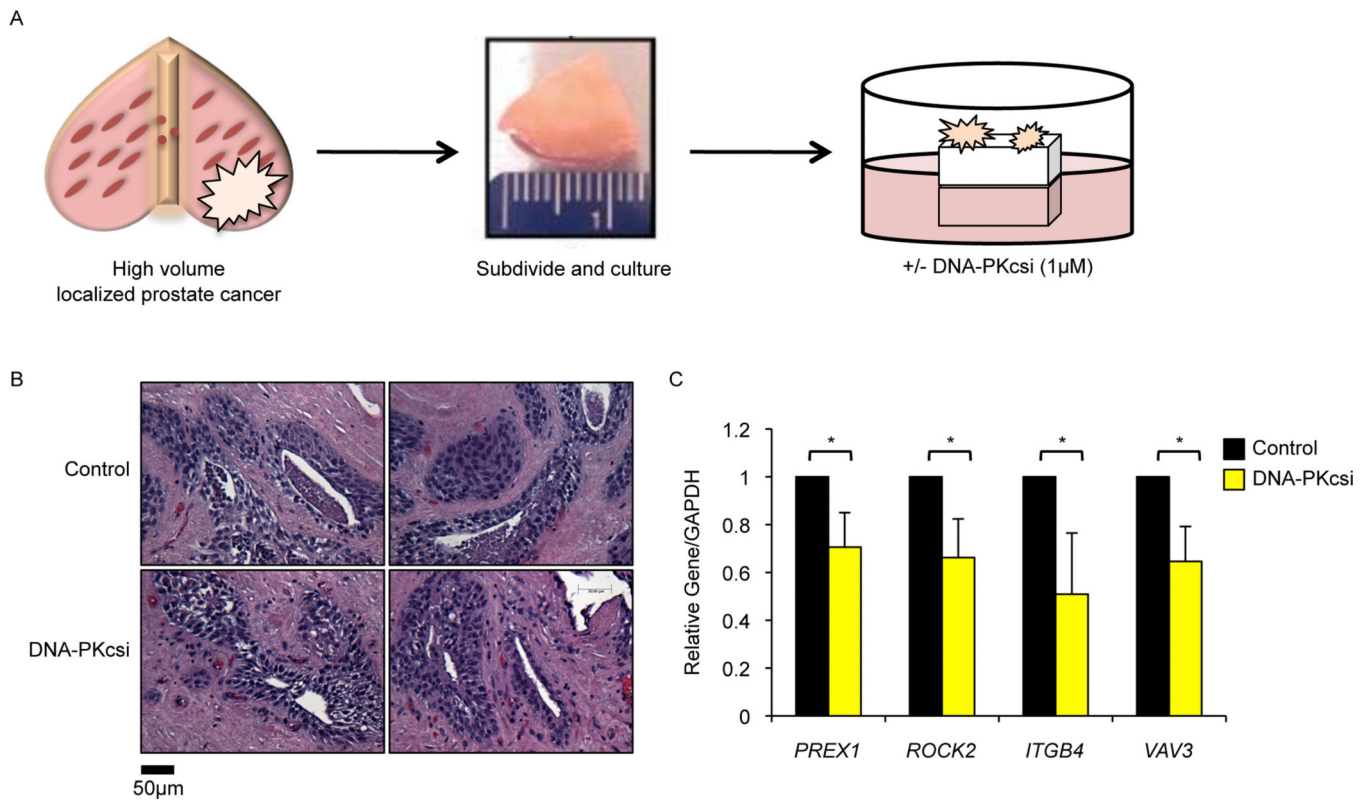 A
1
High volume
localized prostate cancer
Subdivide and culture
+/- DNA-PKcsi (1µM)
B
Control
DNA-PKcsi
50µm
C
Relative Gene/GAPDH
1.2
1
0.8
0.6
0.4
0.2
0
*
*
*
*
Control
DNA-PKcsi
PREX1
ROCK2
ITGB4
VAV3